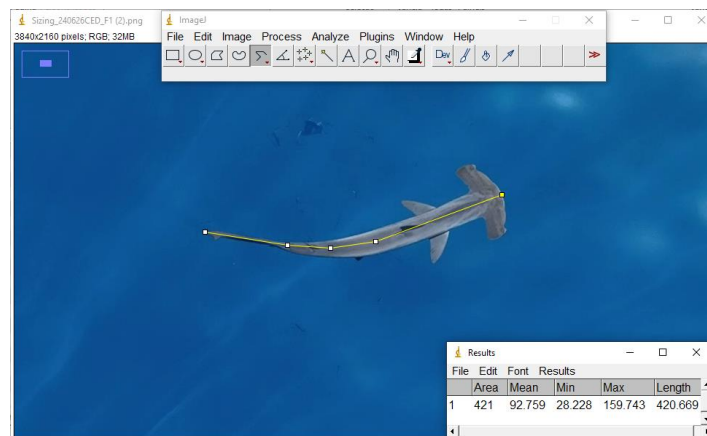 Sizing_240626CED_F1 (2).png
ImageJ
3840x2160 pixels; RGB; 32MB
File Edit Image Process Analyze Plugins Window Help
A Dev >>
Results
File Edit Font Results
Area Mean Min Max Length
1 421 92.759 28.228 159.743 420.669